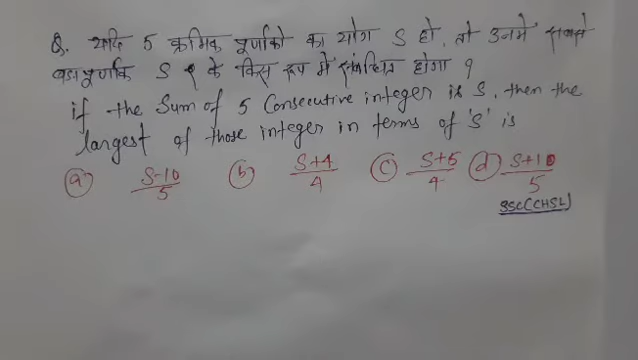 Q. यदि 5 क्रमिक पूर्णांको का योग S हो, तो उनमे सबसे
बडा पूर्णांक S के किस रूप में संबंधित होगा ?
if the Sum of 5 Consecutive integer is S, then the
largest of those integer in terms of 'S' is
(a) S-10/5 (b) S+4/4 (c) S+5/4 (d) S+10/5
SSC(CHSL)